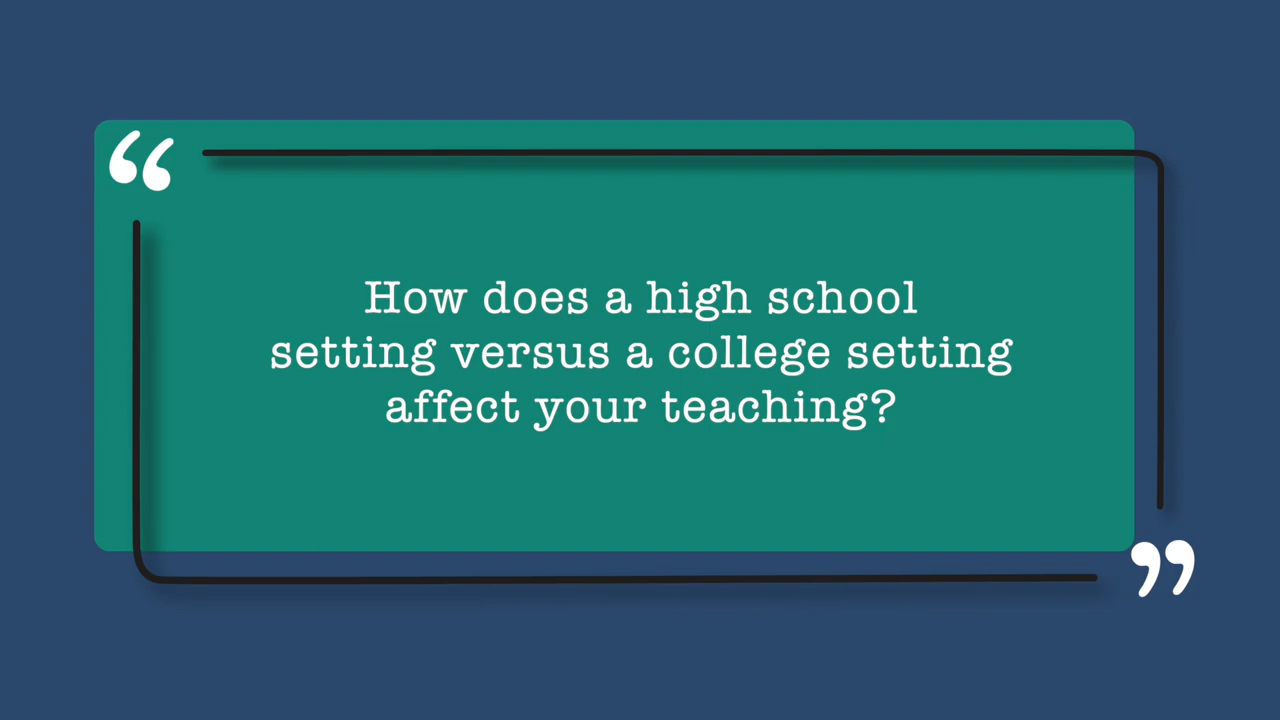 “
How does a high school
setting versus a college setting
affect your teaching?
”